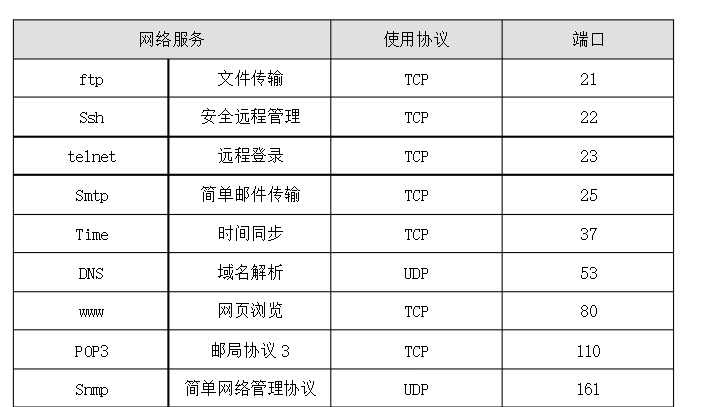 网络服务 使用协议 端口
ftp 文件传输 TCP 21
Ssh 安全远程管理 TCP 22
telnet 远程登录 TCP 23
Smtp 简单邮件传输 TCP 25
Time 时间同步 TCP 37
DNS 域名解析 UDP 53
www 网页浏览 TCP 80
POP3 邮局协议 3 TCP 110
Snmp 简单网络管理协议 UDP 161